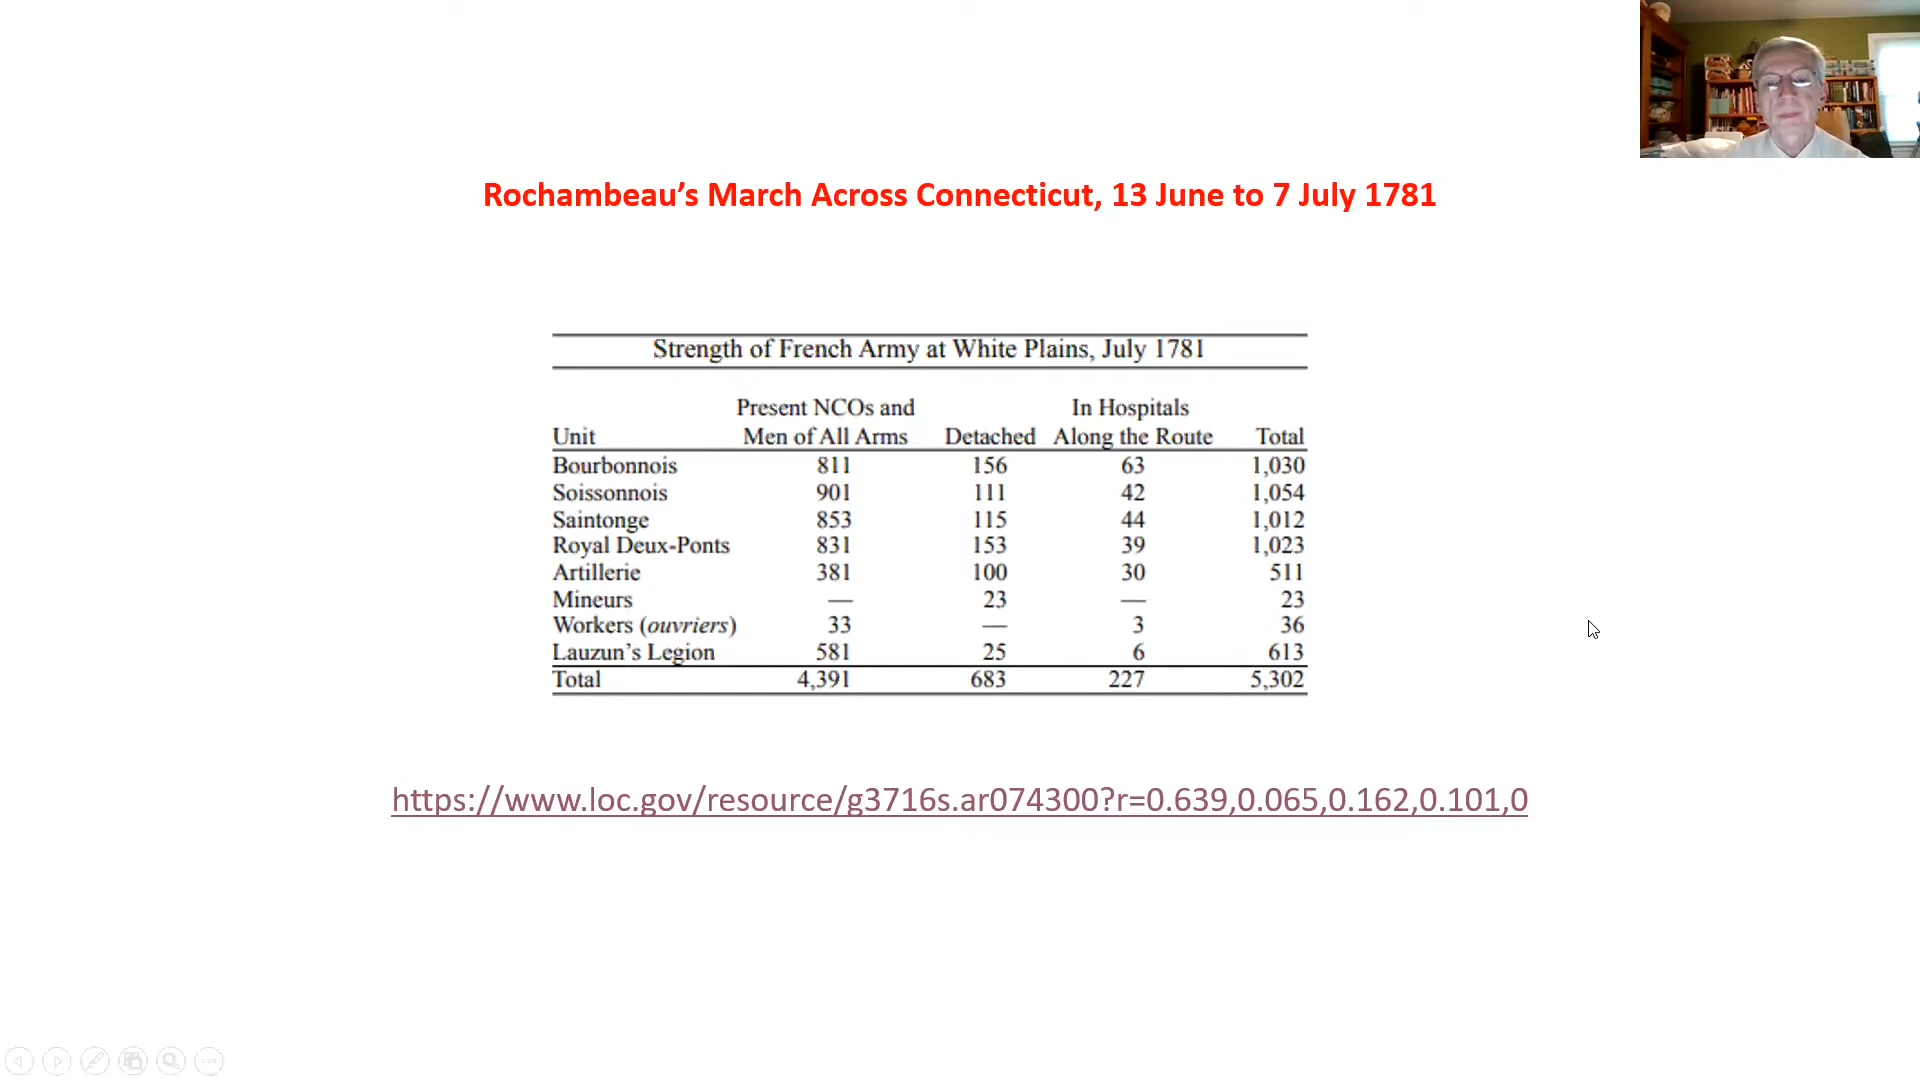 Rochambeau’s March Across Connecticut, 13 June to 7 July 1781
Strength of French Army at White Plains, July 1781
Present NCOs and In Hospitals
Unit Men of All Arms Detached Along the Route Total
Bourbonnois 811 156 63 1,030
Soissonnois 901 111 42 1,054
Saintonge 853 115 44 1,012
Royal Deux-Ponts 831 153 39 1,023
Artillerie 381 100 30 511
Mineurs — 23 — 23
Workers (ouvriers) 33 — 3 36
Lauzun’s Legion 581 25 6 613
Total 4,391 683 227 5,302
https://www.loc.gov/resource/g3716s.ar074300?r=0.639,0.065,0.162,0.101,0